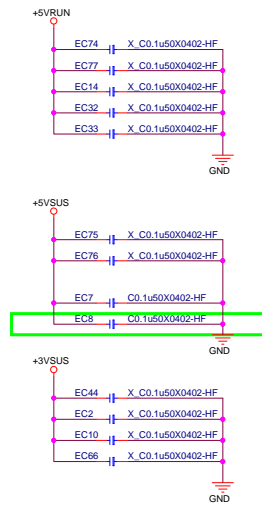 +5VRUN
EC74 X_C0.1u50X0402-HF
EC77 X_C0.1u50X0402-HF
EC14 X_C0.1u50X0402-HF
EC32 X_C0.1u50X0402-HF
EC33 X_C0.1u50X0402-HF
GND
+5VSUS
EC75 X_C0.1u50X0402-HF
EC76 X_C0.1u50X0402-HF
EC7 C0.1u50X0402-HF
EC8 C0.1u50X0402-HF
GND
+3VSUS
EC44 X_C0.1u50X0402-HF
EC2 X_C0.1u50X0402-HF
EC10 X_C0.1u50X0402-HF
EC66 X_C0.1u50X0402-HF
GND